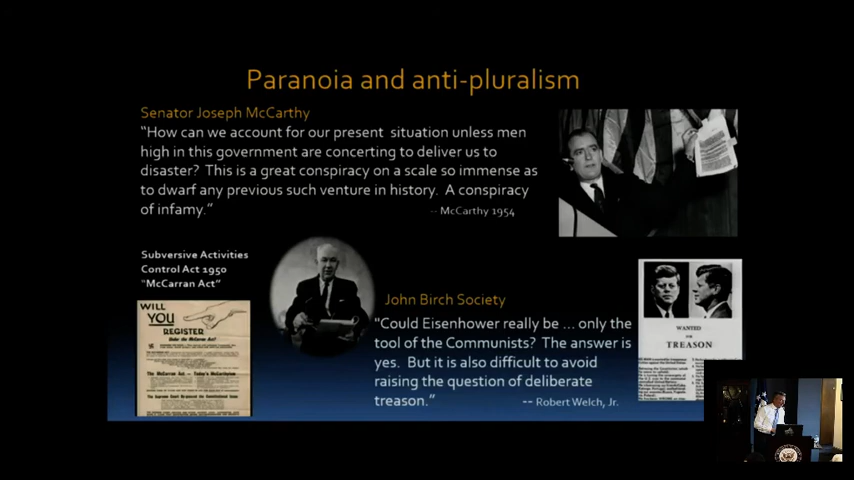 Paranoia and anti-pluralism
Senator Joseph McCarthy
“How can we account for our present situation unless men
high in this government are concerting to deliver us to
disaster? This is a great conspiracy on a scale so immense as
to dwarf any previous such venture in history. A conspiracy
of infamy.”
-- McCarthy 1954
Subversive Activities
Control Act 1950
“McCarran Act”
WILL
YOU
REGISTER
Under the McCarran Act?
The McCarran Act - Today's McCarthyism
John Birch Society
“Could Eisenhower really be ... only the
tool of the Communists? The answer is
yes. But it is also difficult to avoid
raising the question of deliberate
treason.”
-- Robert Welch, Jr.
WANTED
FOR
TREASON